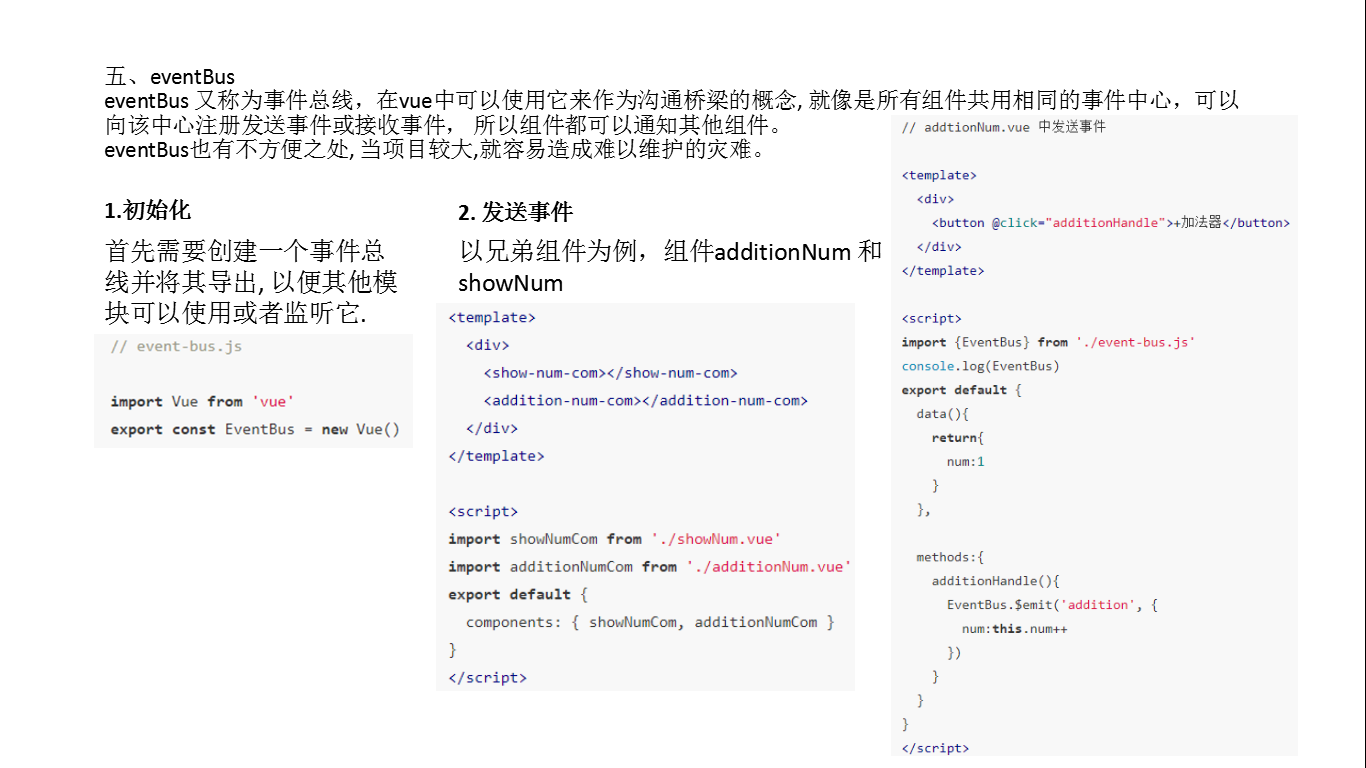 五、eventBus
eventBus 又称为事件总线，在vue中可以使用它来作为沟通桥梁的概念, 就像是所有组件共用相同的事件中心，可以
向该中心注册发送事件或接收事件， 所以组件都可以通知其他组件。
eventBus也有不方便之处, 当项目较大,就容易造成难以维护的灾难。
1.初始化
首先需要创建一个事件总
线并将其导出, 以便其他模
块可以使用或者监听它.
// event-bus.js
import Vue from 'vue'
export const EventBus = new Vue()
2. 发送事件
以兄弟组件为例，组件additionNum 和
showNum
<template>
  <div>
    <show-num-com></show-num-com>
    <addition-num-com></addition-num-com>
  </div>
</template>
<script>
import showNumCom from './showNum.vue'
import additionNumCom from './additionNum.vue'
export default {
  components: { showNumCom, additionNumCom }
}
</script>
// addtionNum.vue 中发送事件
<template>
  <div>
    <button @click="additionHandle">+加法器</button>
  </div>
</template>
<script>
import {EventBus} from './event-bus.js'
console.log(EventBus)
export default {
  data(){
    return{
      num:1
    }
  },
  methods:{
    additionHandle(){
      EventBus.$emit('addition', {
        num:this.num++
      })
    }
  }
}
</script>